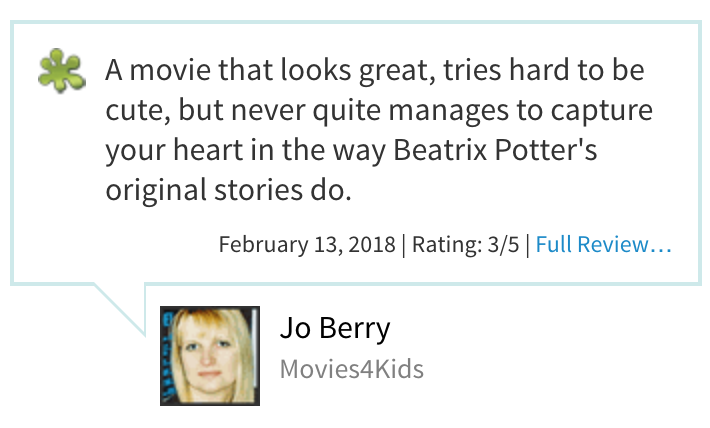 A movie that looks great, tries hard to be
cute, but never quite manages to capture
your heart in the way Beatrix Potter's
original stories do.
February 13, 2018 | Rating: 3/5 | Full Review…
Jo Berry
Movies4Kids